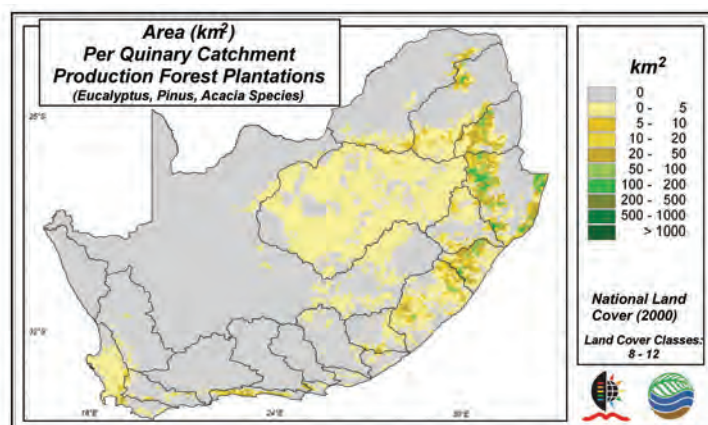 Area (km²)
Per Quinary Catchment
Production Forest Plantations
(Eucalyptus, Pinus, Acacia Species)
km²
0
0 - 5
5 - 10
10 - 20
20 - 50
50 - 100
100 - 200
200 - 500
500 - 1000
> 1000
National Land
Cover (2000)
Land Cover Classes:
8 - 12
18°E
24°E
30°E